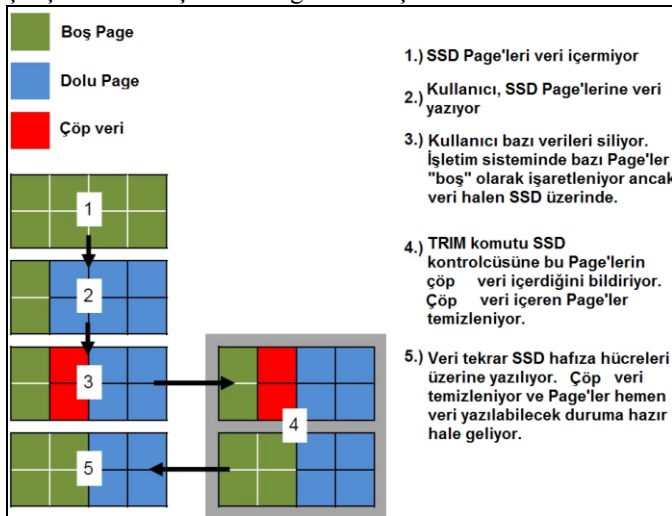 Boş Page
Dolu Page
Çöp veri
1
2
3
4
5
1.) SSD Page'leri veri içermiyor
2.) Kullanıcı, SSD Page'lerine veri
yazıyor
3.) Kullanıcı bazı verileri siliyor.
İşletim sisteminde bazı Page'ler
"boş" olarak işaretleniyor ancak
veri halen SSD üzerinde.
4.) TRIM komutu SSD
kontrolcüsüne bu Page'lerin
çöp veri içerdiğini bildiriyor.
Çöp veri içeren Page'ler
temizleniyor.
5.) Veri tekrar SSD hafıza hücreleri
üzerine yazılıyor. Çöp veri
temizleniyor ve Page'ler hemen
veri yazılabilecek duruma hazır
hale geliyor.